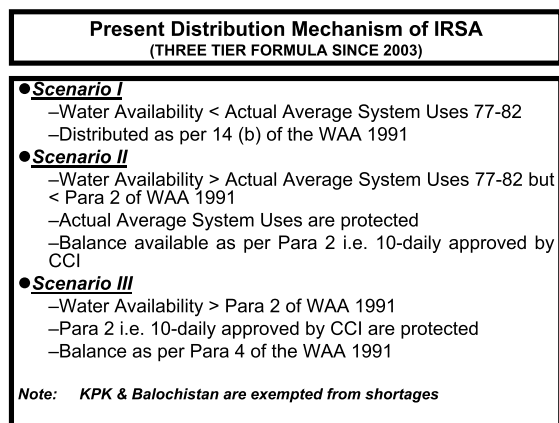 Present Distribution Mechanism of IRSA
(THREE TIER FORMULA SINCE 2003)
●Scenario I
–Water Availability < Actual Average System Uses 77-82
–Distributed as per 14 (b) of the WAA 1991
●Scenario II
–Water Availability > Actual Average System Uses 77-82 but
< Para 2 of WAA 1991
–Actual Average System Uses are protected
–Balance available as per Para 2 i.e. 10-daily approved by
CCI
●Scenario III
–Water Availability > Para 2 of WAA 1991
–Para 2 i.e. 10-daily approved by CCI are protected
–Balance as per Para 4 of the WAA 1991
Note: KPK & Balochistan are exempted from shortages